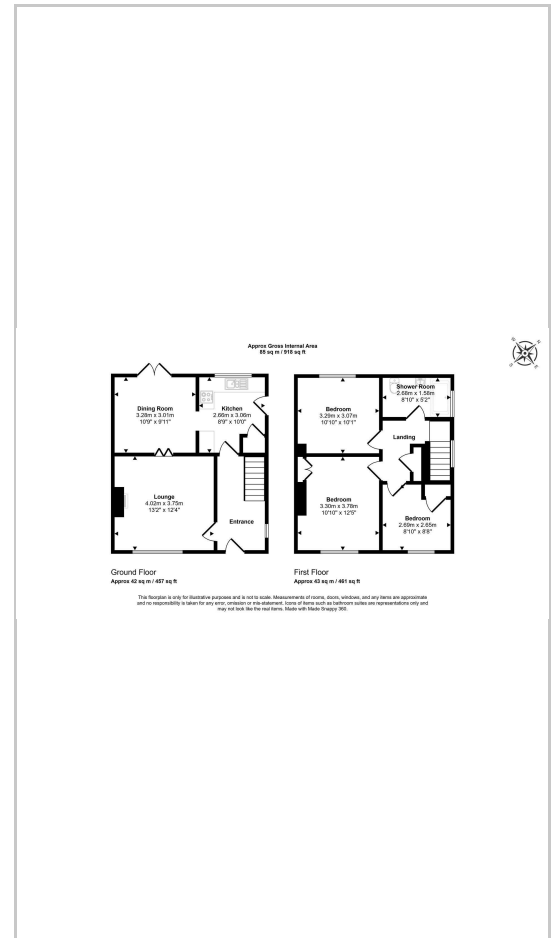 Approx Gross Internal Area
85 sq m / 918 sq ft
Dining Room
3.28m x 3.01m
10'9" x 9'11"
Kitchen
2.66m x 3.06m
8'9" x 10'0"
Lounge
4.02m x 3.75m
13'2" x 12'4"
Entrance
Ground Floor
Approx 42 sq m / 457 sq ft
Shower Room
2.68m x 1.58m
8'10" x 5'2"
Bedroom
3.29m x 3.07m
10'10" x 10'1"
Landing
Bedroom
3.30m x 3.78m
10'10" x 12'5"
Bedroom
2.69m x 2.65m
8'10" x 8'8"
First Floor
Approx 43 sq m / 461 sq ft
This floorplan is only for illustrative purposes and is not to scale. Measurements of rooms, doors, windows, and any items are approximate
and no responsibility is taken for any error, omission or mis-statement. Icons of items such as bathroom suites are representations only and
may not look like the real items. Made with Made Snappy 360.
N
E
S
W